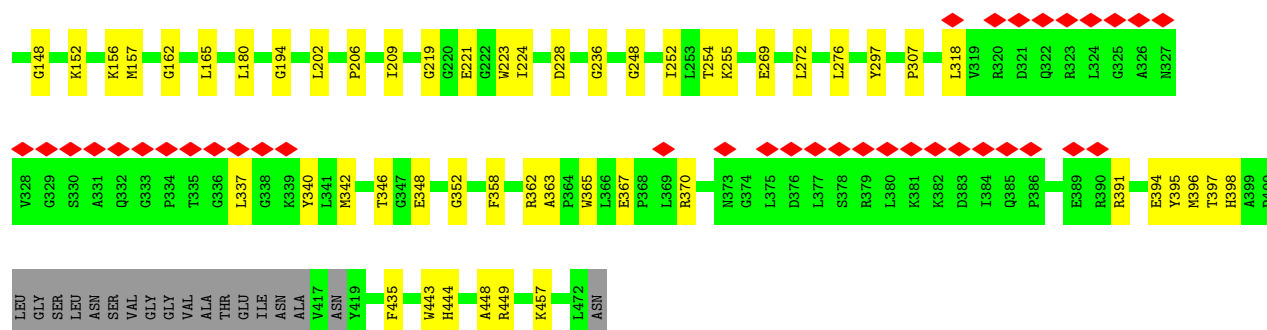 G148 K152 K156 M157 G162 L165 L180 G194 L202 P206 I209 G219 G220 E221 G222 W223 I224 D228 G236 G248 I252 L253 T254 K255 E269 L272 L276 Y297 P307 L318 V319 R320 D321 Q322 R323 L324 G325 A326 N327
V328 G329 S330 A331 Q332 G333 P334 T335 G336 L337 G338 K339 Y340 L341 M342 T346 G347 E348 G352 F358 R362 A363 P364 W365 L366 E367 P368 L369 R370 N373 G374 L375 D376 L377 S378 R379 L380 K381 K382 D383 I384 Q385 P386 E389 R390 R391 E394 Y395 M396 T397 H398 A399
LEU GLY SER LEU ASN SER VAL GLY GLY VAL ALA THR GLU ILE ASN ALA V417 ASN Y419 F435 W443 H444 A448 R449 K457 L472 ASN